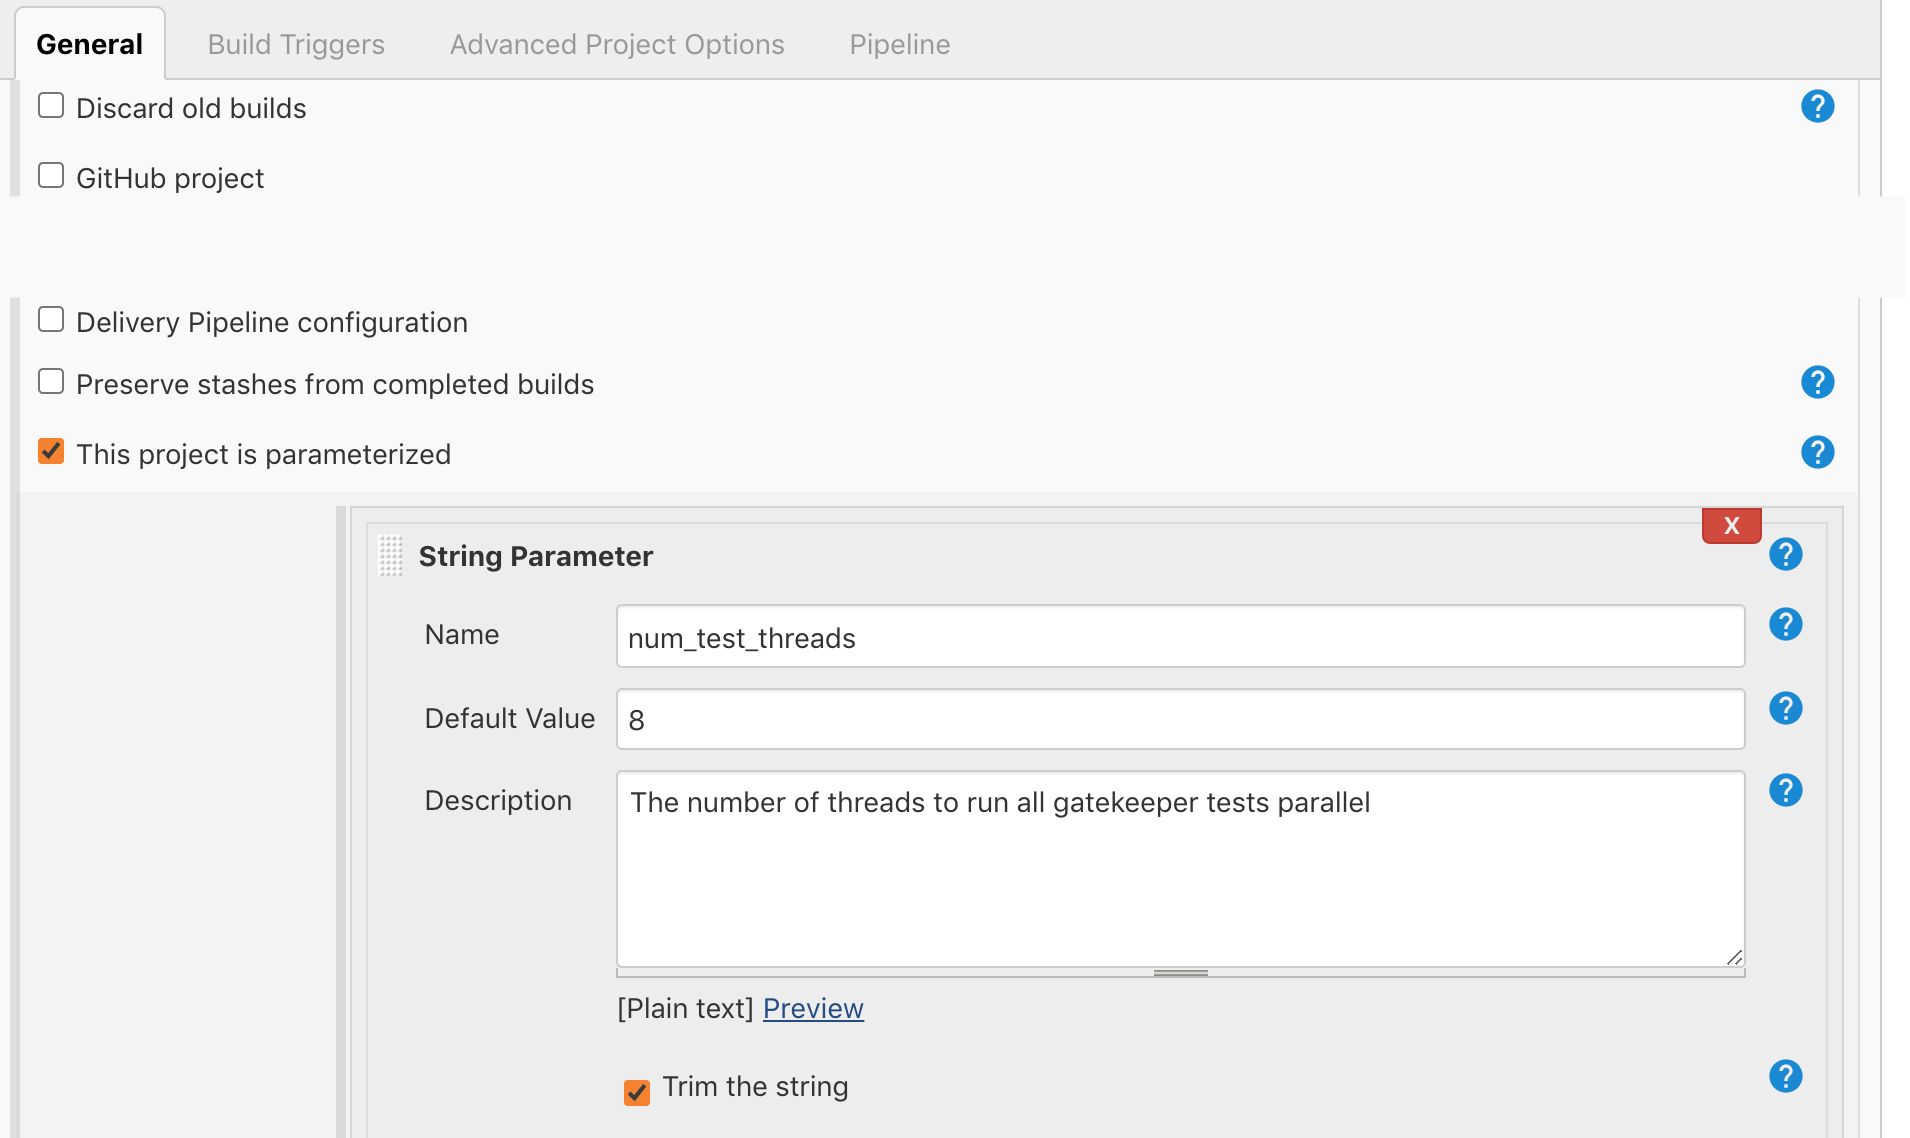 General Build Triggers Advanced Project Options Pipeline
Discard old builds ?
GitHub project
Delivery Pipeline configuration
Preserve stashes from completed builds ?
This project is parameterized ?
X
String Parameter ?
Name num_test_threads ?
Default Value 8 ?
Description The number of threads to run all gatekeeper tests parallel ?
[Plain text] Preview
Trim the string ?